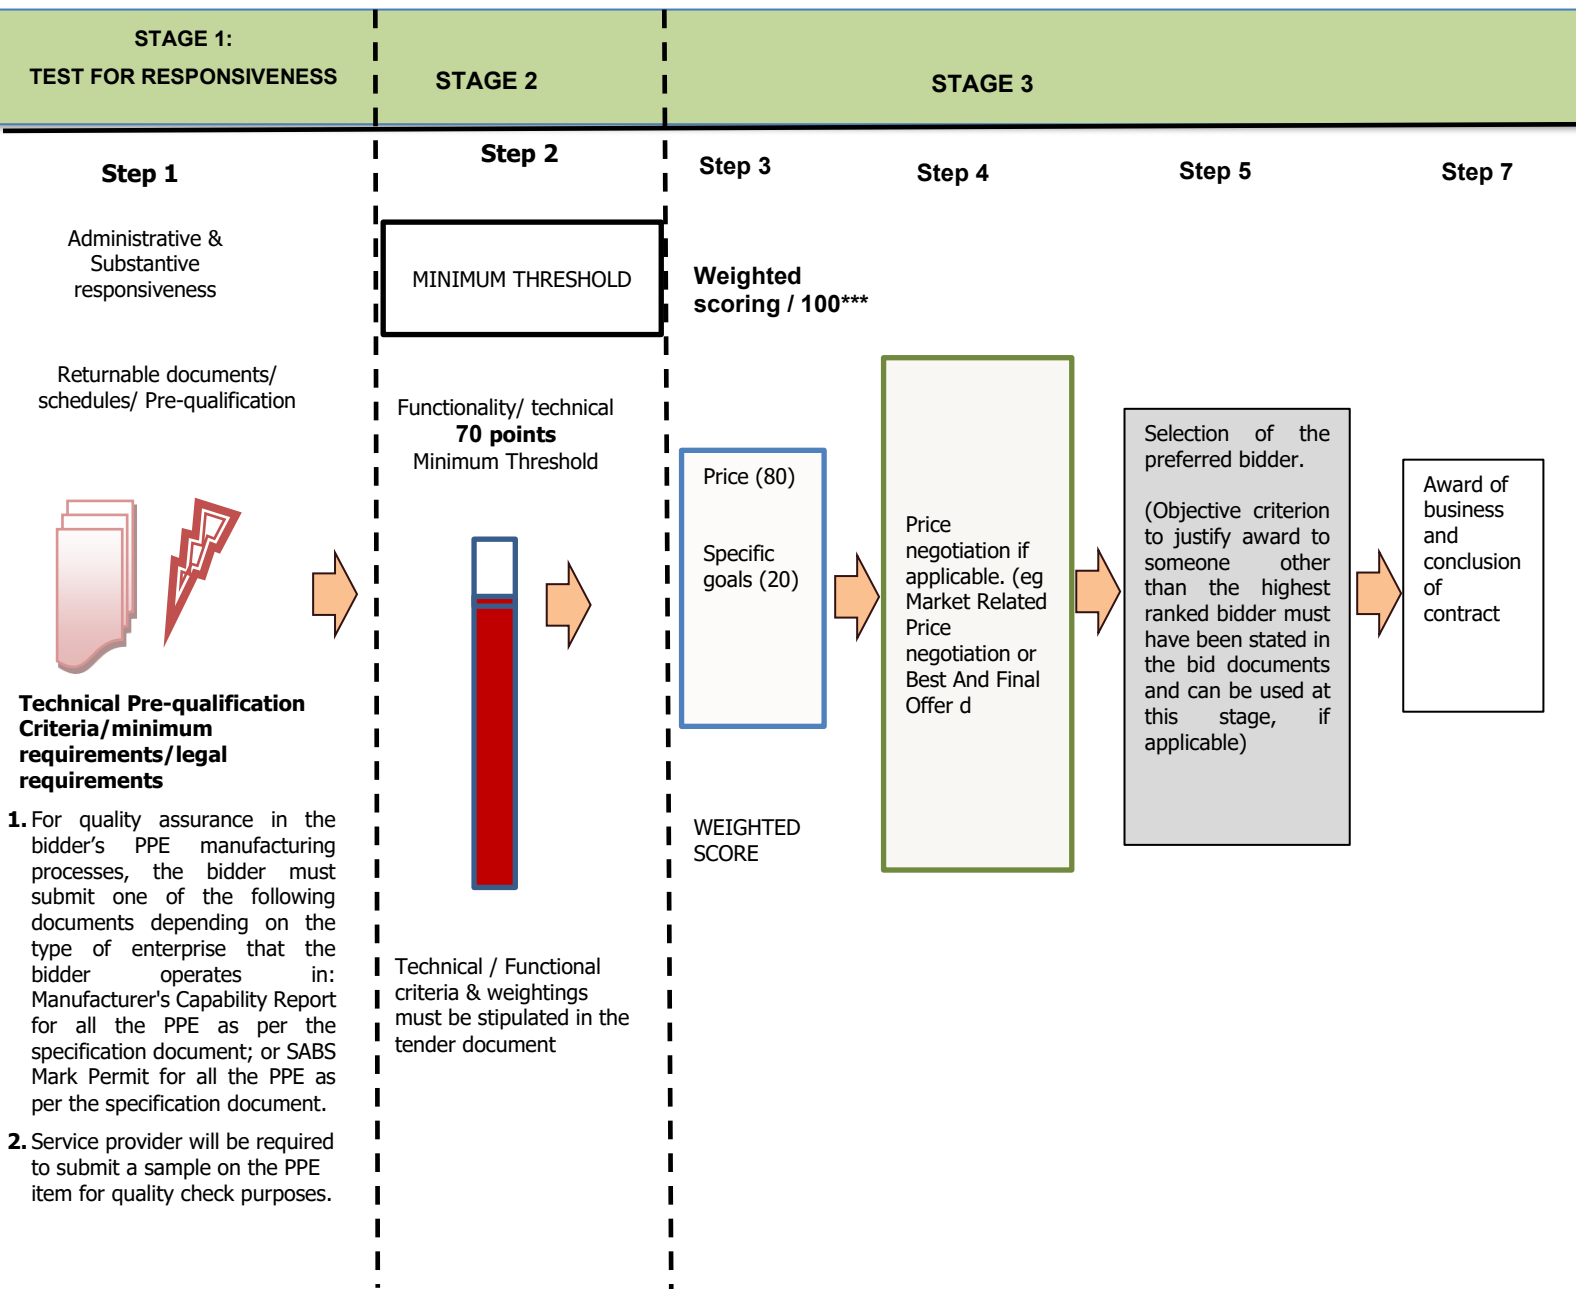 STAGE 1:
TEST FOR RESPONSIVENESS
STAGE 2
STAGE 3
Step 1
Administrative &
Substantive
responsiveness
Returnable documents/
schedules/ Pre-qualification
Technical Pre-qualification
Criteria/minimum
requirements/legal
requirements
1. For quality assurance in the
bidder’s PPE manufacturing
processes, the bidder must
submit one of the following
documents depending on the
type of enterprise that the
bidder operates in:
Manufacturer's Capability Report
for all the PPE as per the
specification document; or SABS
Mark Permit for all the PPE as
per the specification document.
2. Service provider will be required
to submit a sample on the PPE
item for quality check purposes.
Step 2
MINIMUM THRESHOLD
Functionality/ technical
70 points
Minimum Threshold
Technical / Functional
criteria & weightings
must be stipulated in the
tender document
Step 3
Weighted
scoring / 100***
Price (80)
Specific
goals (20)
WEIGHTED
SCORE
Step 4
Price
negotiation if
applicable. (eg
Market Related
Price
negotiation or
Best And Final
Offer d
Step 5
Selection of the
preferred bidder.
(Objective criterion
to justify award to
someone other
than the highest
ranked bidder must
have been stated in
the bid documents
and can be used at
this stage, if
applicable)
Step 7
Award of
business
and
conclusion
of
contract